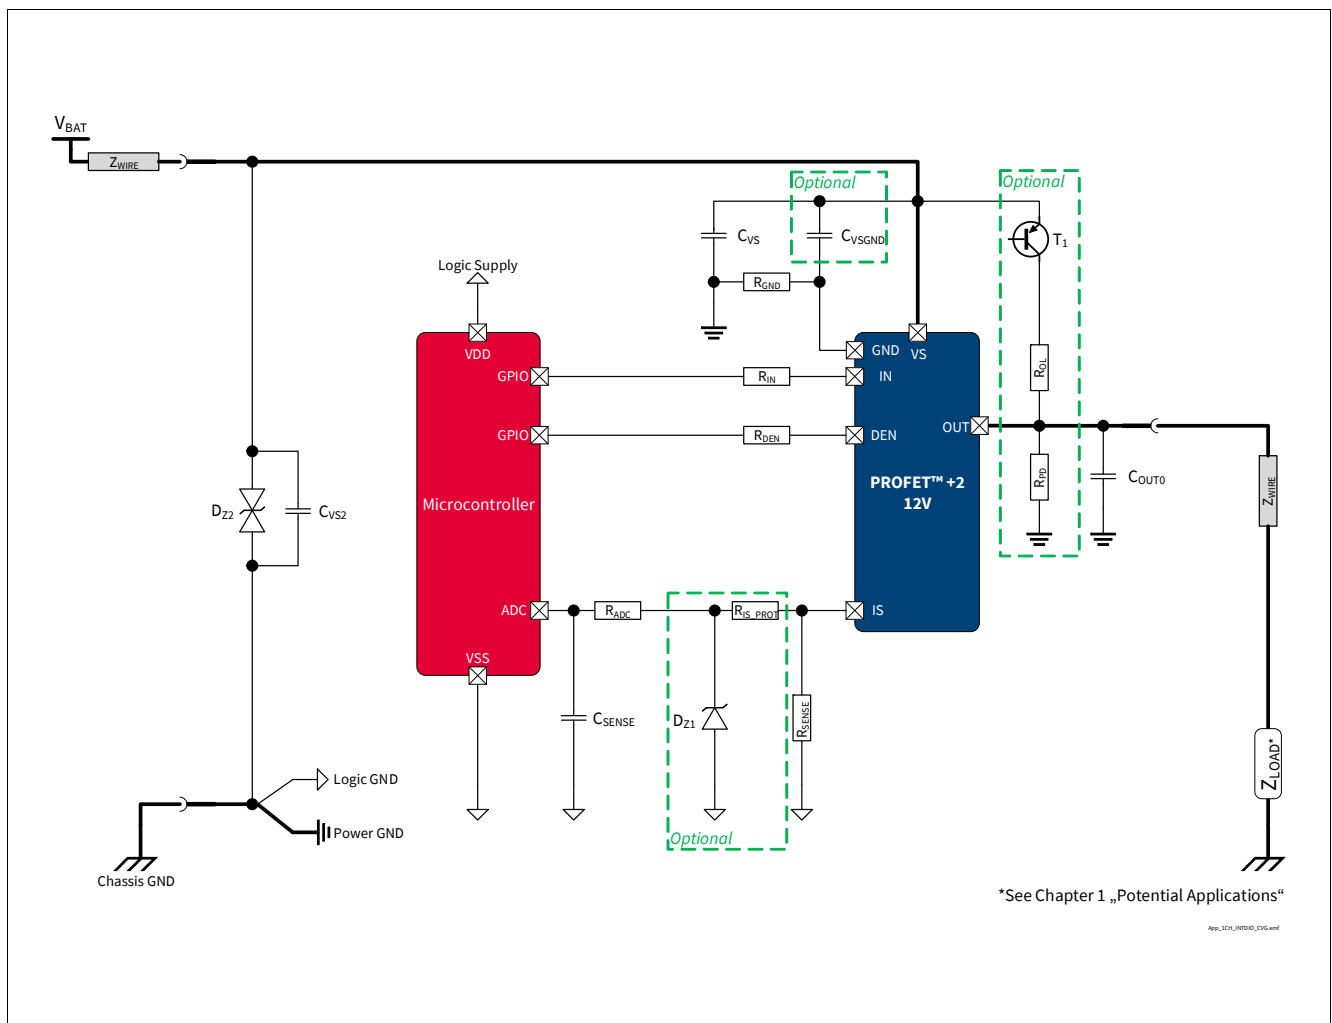 VBAT
ZWIRE
Optional
Optional
CVS
CVSGND
T1
Logic Supply
RGND
VDD
GND
VS
GPIO
RIN
IN
ROL
GPIO
RDEN
DEN
OUT
RPD
COUT0
ZWIRE
PROFET™ +2
12V
Microcontroller
DZ2
CVS2
ADC
RADC
RIS_PROT
IS
VSS
CSENSE
DZ1
RSENSE
ZLOAD*
Logic GND
Power GND
Optional
Chassis GND
*See Chapter 1 „Potential Applications“
App_1CH_INTDIO_CVG.emf